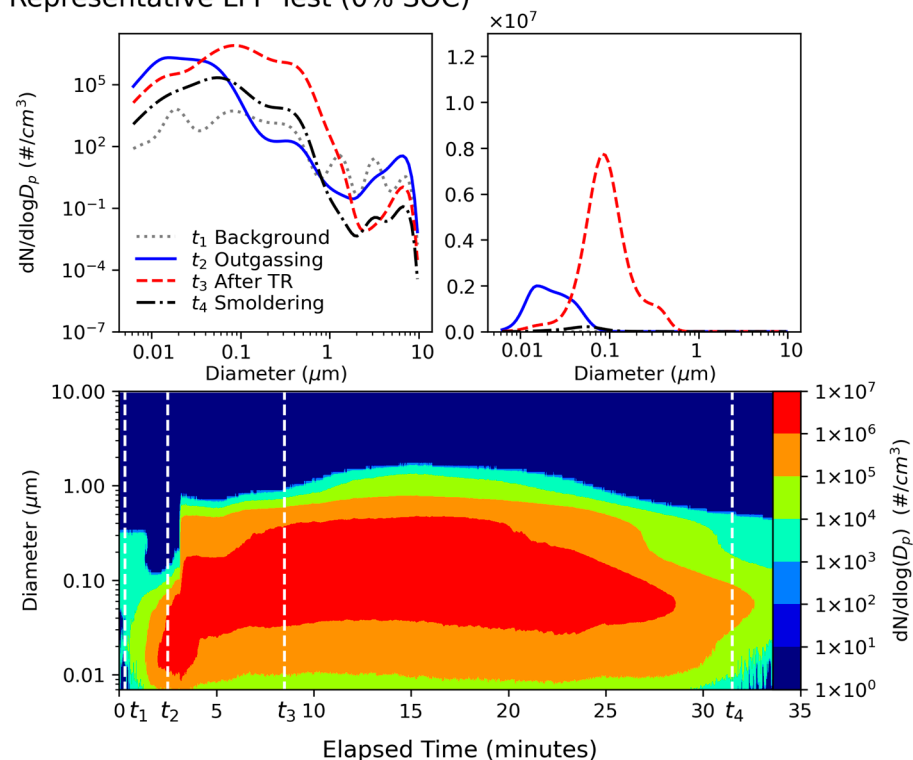 Representative LFP Test (0% SOC)
×10⁷
dN/dlogDₚ (#/cm³)
10⁵
10²
10⁻¹
10⁻⁴
10⁻⁷
t₁ Background
t₂ Outgassing
t₃ After TR
t₄ Smoldering
0.01 0.1 1 10
Diameter (μm)
1.2
1.0
0.8
0.6
0.4
0.2
0.0
0.01 0.1 1 10
Diameter (μm)
Diameter (μm)
10.00
1.00
0.10
0.01
0 t₁ t₂ 5 t₃ 10 15 20 25 30 t₄ 35
Elapsed Time (minutes)
1×10⁷
1×10⁶
1×10⁵
1×10⁴
1×10³
1×10²
1×10¹
1×10⁰
dN/dlog(Dₚ) (#/cm³)